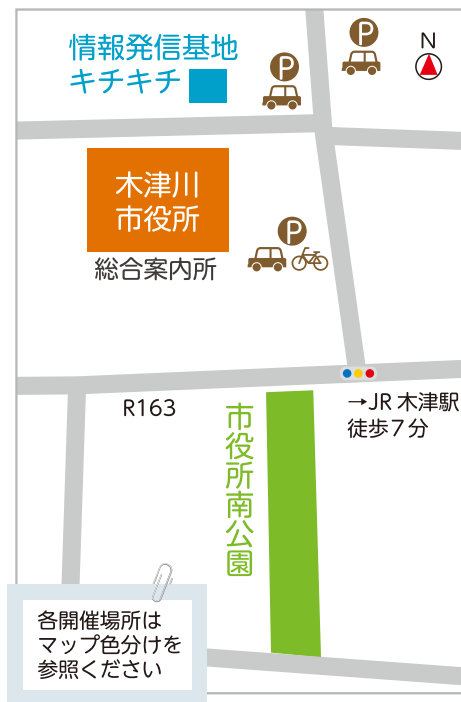 情報発信基地
キチキチ
P
P
N
木津川
市役所
P
総合案内所
R163
→JR 木津駅
徒歩7分
市役所南公園
各開催場所は
マップ色分けを
参照ください